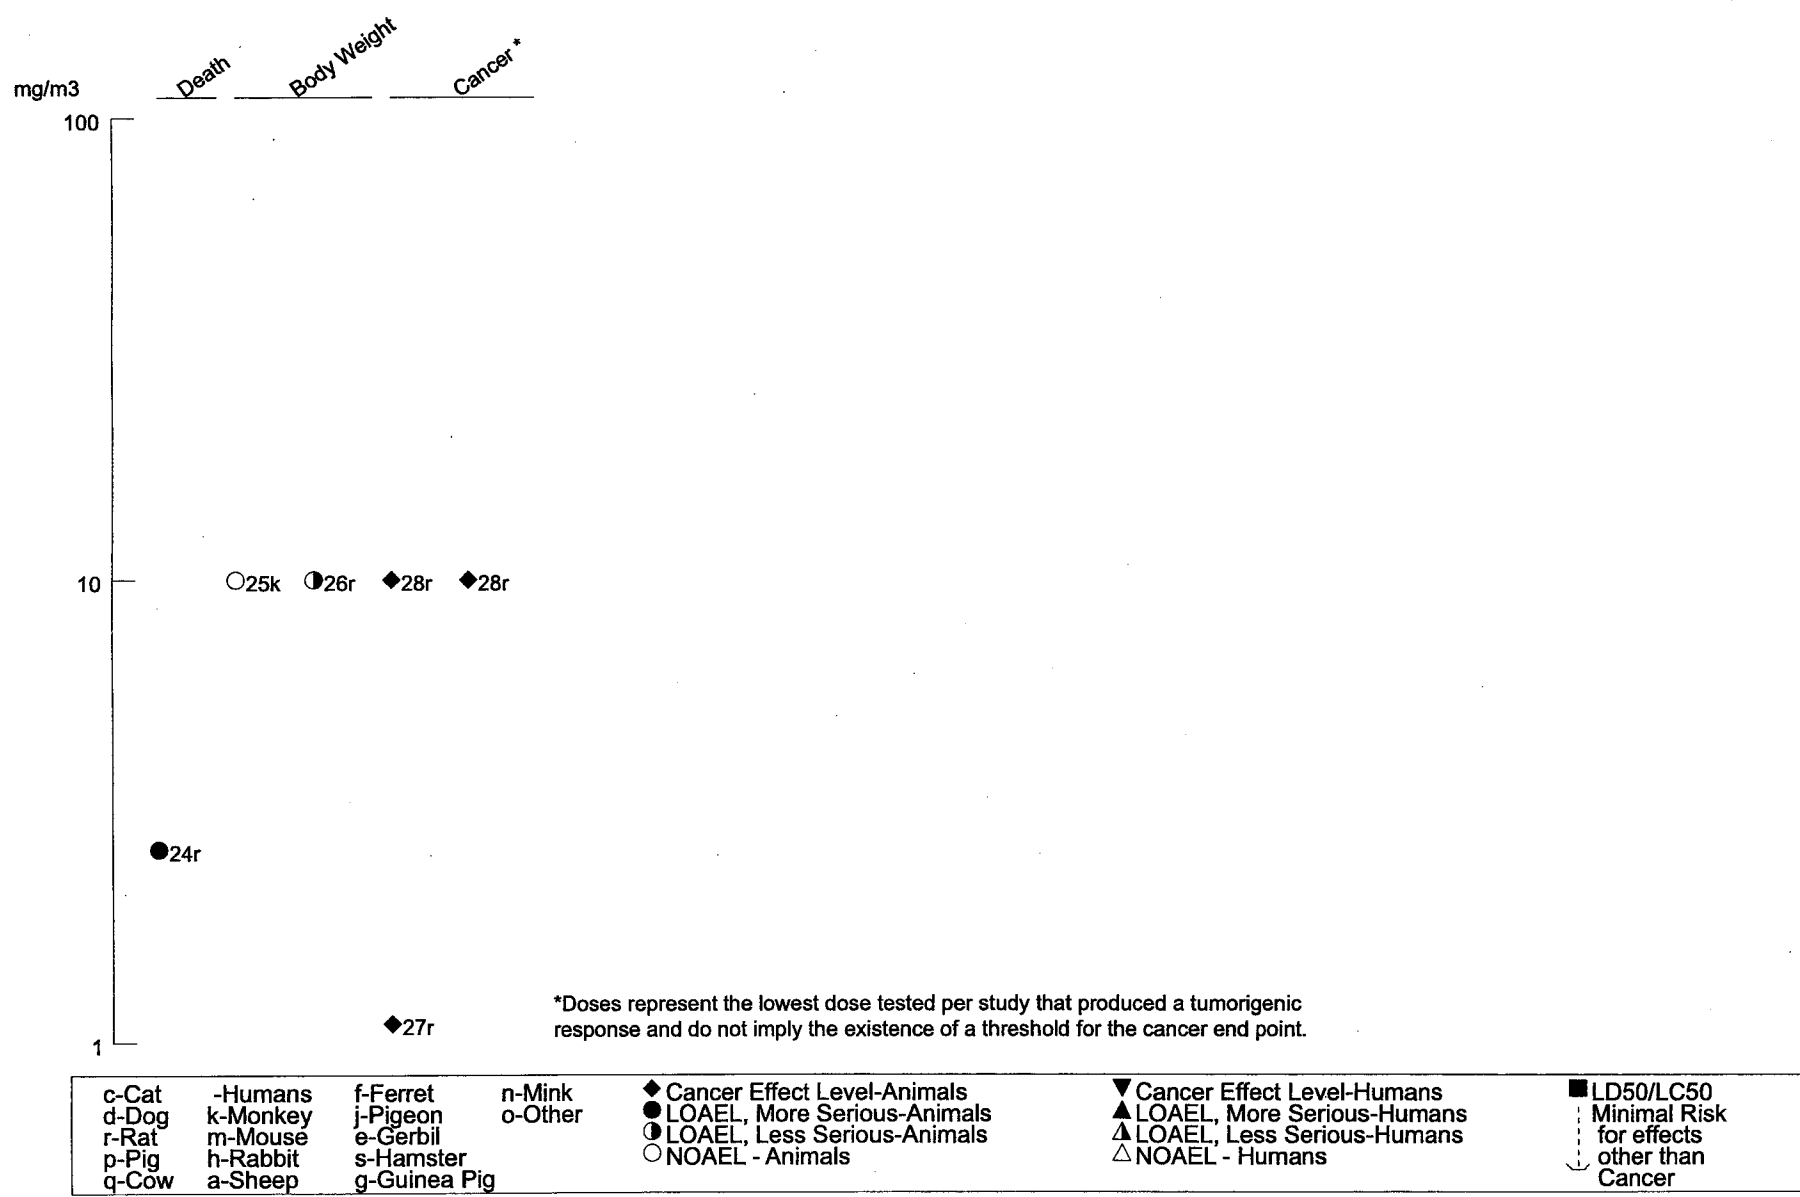 mg/m3
Death
Body Weight
Cancer *
100
10
25k
26r
28r
28r
24r
27r
1
*Doses represent the lowest dose tested per study that produced a tumorigenic
response and do not imply the existence of a threshold for the cancer end point.
c-Cat -Humans f-Ferret n-Mink
d-Dog k-Monkey j-Pigeon o-Other
r-Rat m-Mouse e-Gerbil
p-Pig h-Rabbit s-Hamster
q-Cow a-Sheep g-Guinea Pig
Cancer Effect Level-Animals
LOAEL, More Serious-Animals
LOAEL, Less Serious-Animals
NOAEL - Animals
Cancer Effect Level-Humans
LOAEL, More Serious-Humans
LOAEL, Less Serious-Humans
NOAEL - Humans
LD50/LC50
Minimal Risk
for effects
other than
Cancer